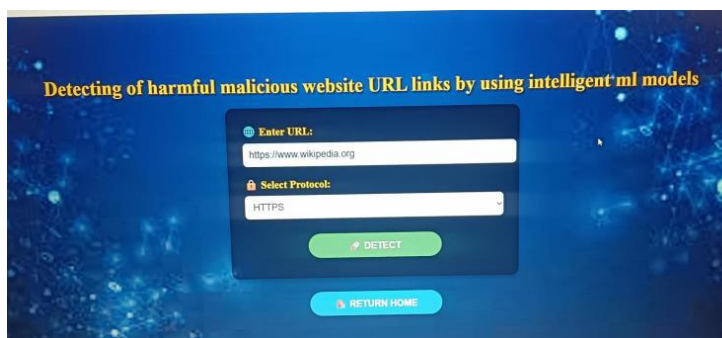 Detecting of harmful malicious website URL links by using intelligent ml models
Enter URL:
https://www.wikipedia.org
Select Protocol:
HTTPS
DETECT
RETURN HOME